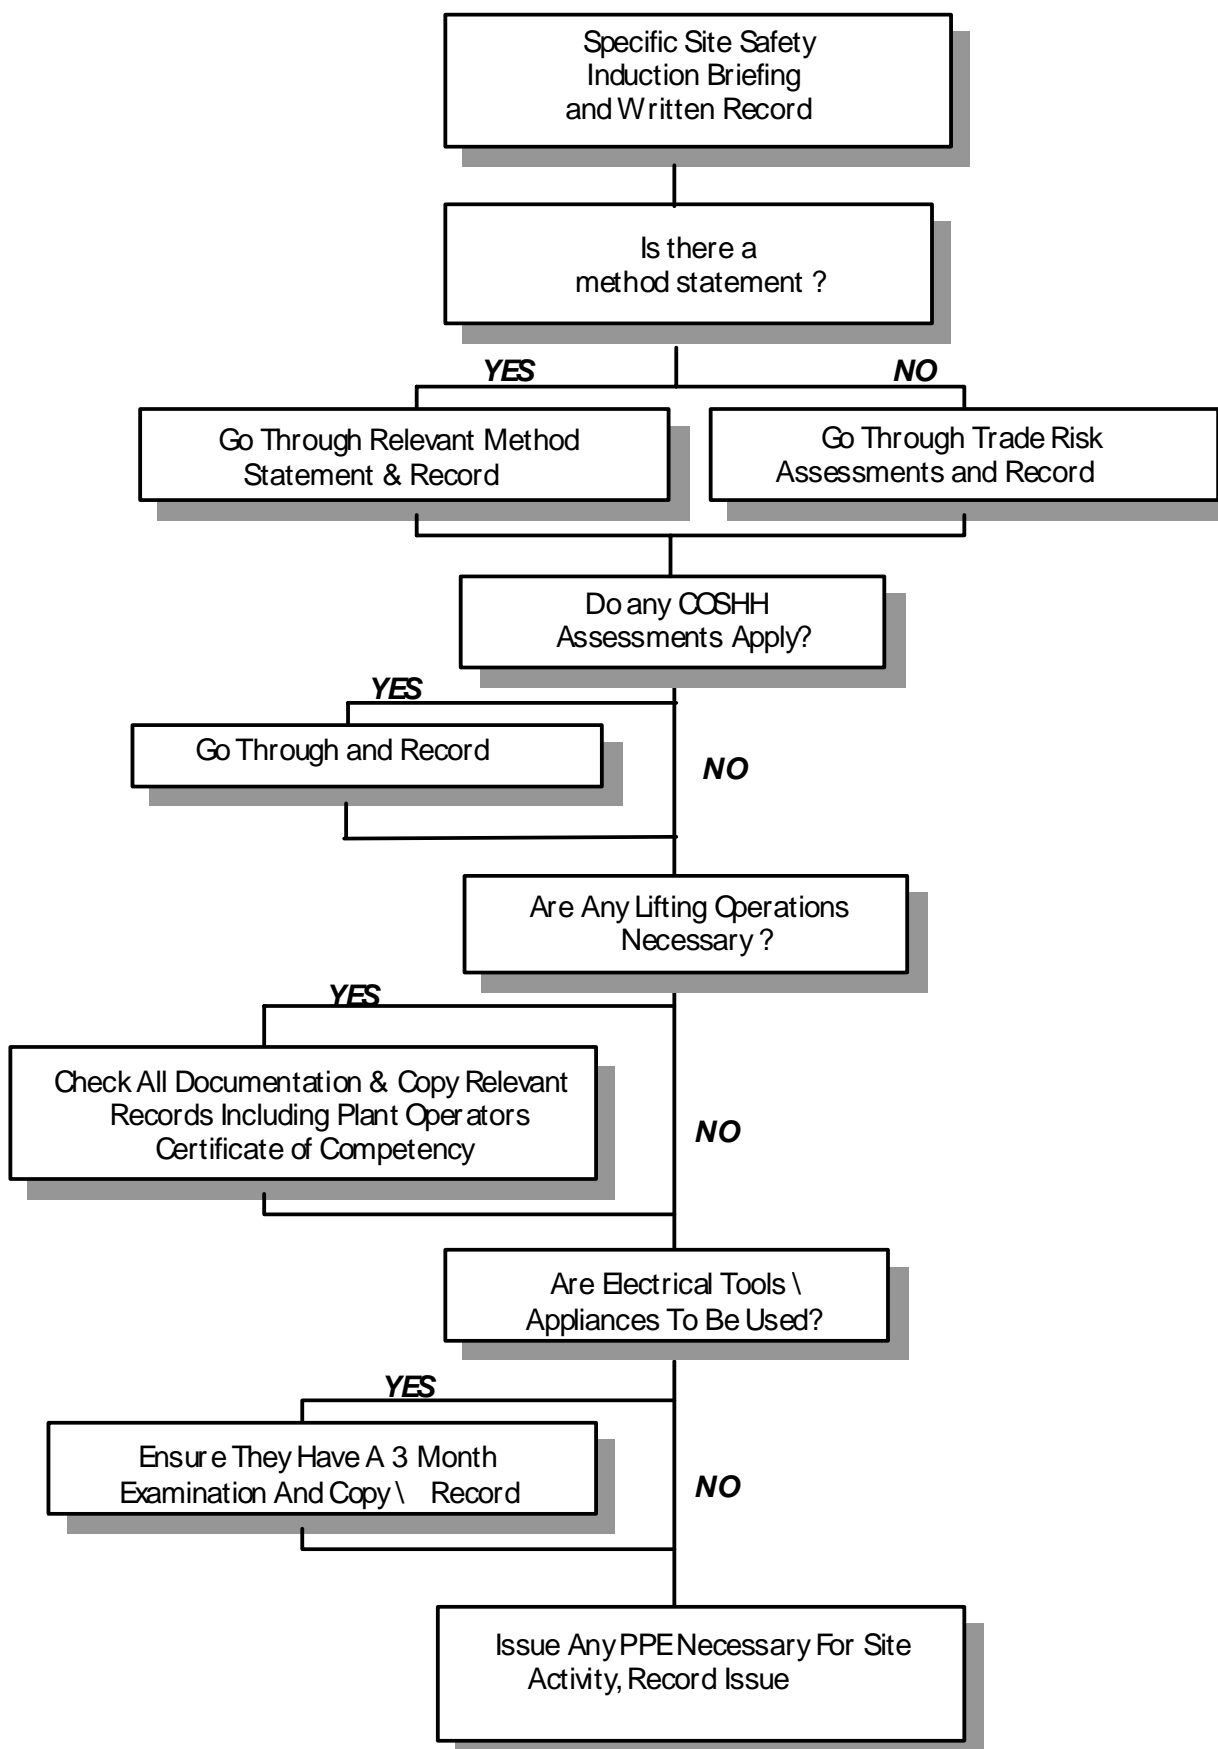 Specific Site Safety
Induction Briefing
and Written Record
Is there a
method statement ?
YES
NO
Go Through Relevant Method
Statement & Record
Go Through Trade Risk
Assessments and Record
Do any COSHH
Assessments Apply?
YES
Go Through and Record
NO
Are Any Lifting Operations
Necessary ?
YES
Check All Documentation & Copy Relevant
Records Including Plant Operators
Certificate of Competency
NO
Are Electrical Tools \
Appliances To Be Used?
YES
Ensure They Have A 3 Month
Examination And Copy \ Record
NO
Issue Any PPE Necessary For Site
Activity, Record Issue